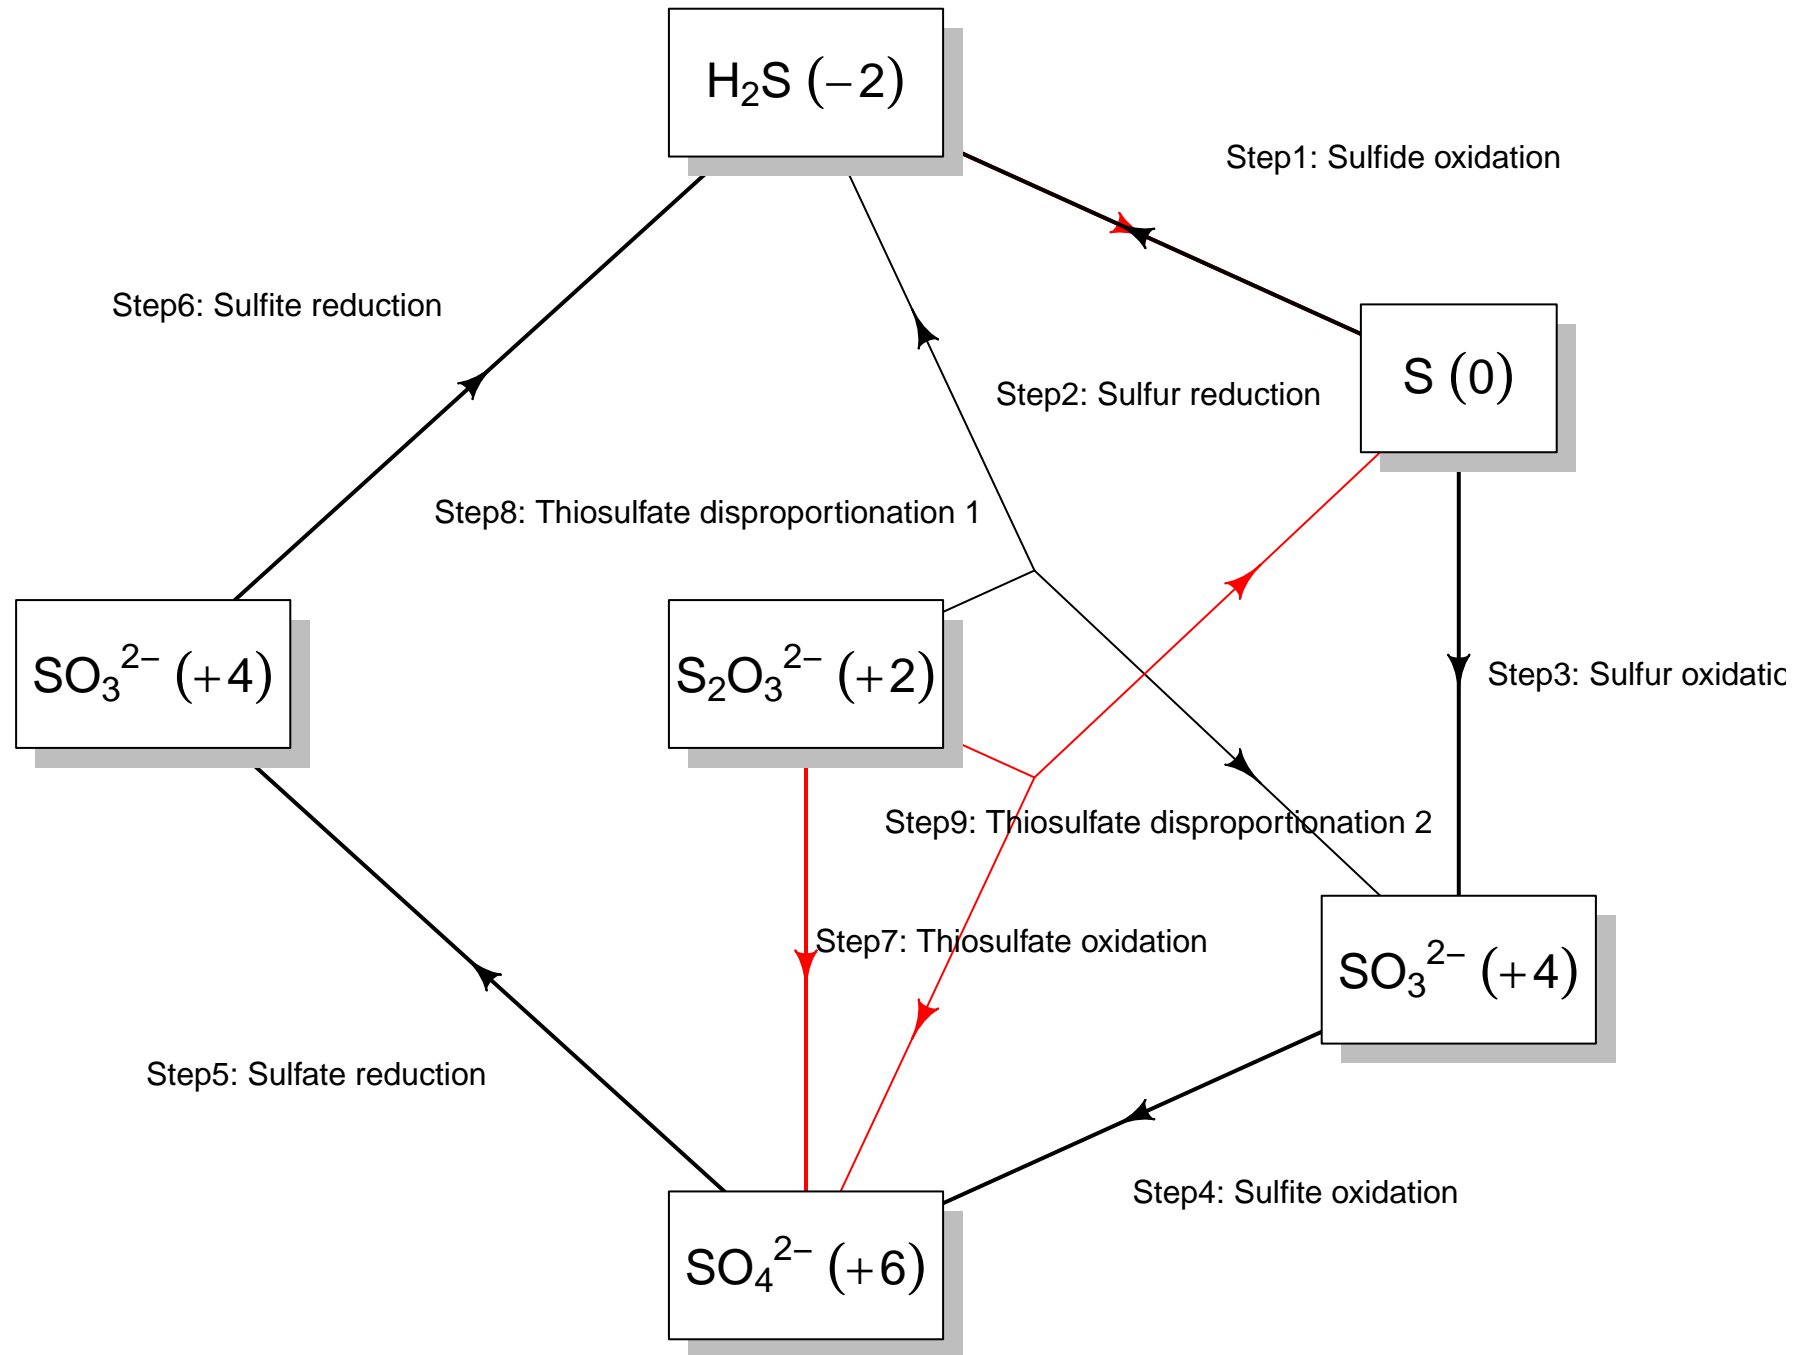 H₂S (−2)
Step1: Sulfide oxidation
Step6: Sulfite reduction
S (0)
Step2: Sulfur reduction
Step8: Thiosulfate disproportionation 1
SO₃²⁻ (+4)
S₂O₃²⁻ (+2)
Step3: Sulfur oxidatic
Step9: Thiosulfate disproportionation 2
Step7: Thiosulfate oxidation
SO₃²⁻ (+4)
Step5: Sulfate reduction
Step4: Sulfite oxidation
SO₄²⁻ (+6)